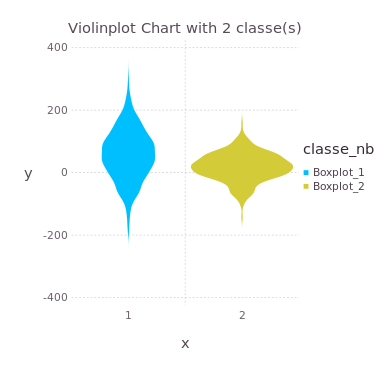 Violinplot Chart with 2 classe(s)
400
200
0
-200
-400
y
1
2
x
classe_nb
Boxplot_1
Boxplot_2